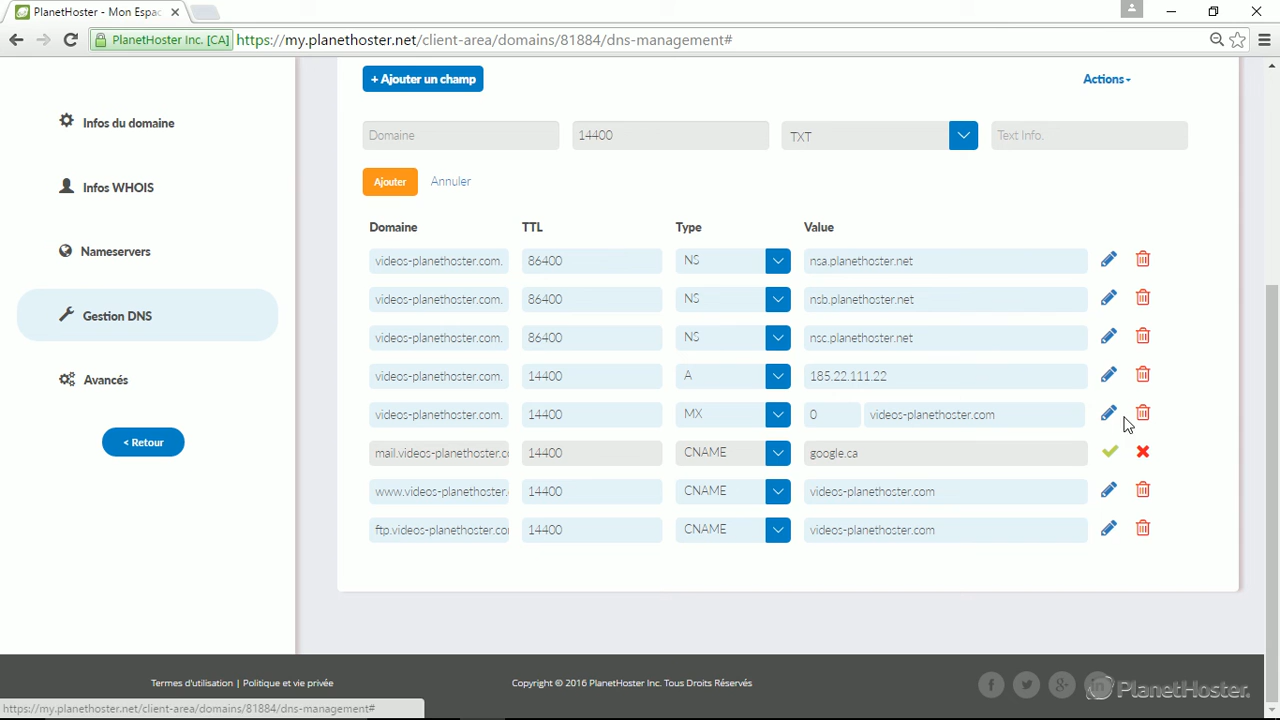 PlanetHoster - Mon Espac
PlanetHoster Inc. [CA] https://my.planethoster.net/client-area/domains/81884/dns-management#
Infos du domaine
Infos WHOIS
Nameservers
Gestion DNS
Avancés
< Retour
+ Ajouter un champ
Actions
Domaine 14400 TXT Text Info.
Ajouter Annuler
Domaine TTL Type Value
videos-planethoster.com. 86400 NS nsa.planethoster.net
videos-planethoster.com. 86400 NS nsb.planethoster.net
videos-planethoster.com. 86400 NS nsc.planethoster.net
videos-planethoster.com. 14400 A 185.22.111.22
videos-planethoster.com. 14400 MX 0 videos-planethoster.com
mail.videos-planethoster.co 14400 CNAME google.ca
www.videos-planethoster. 14400 CNAME videos-planethoster.com
ftp.videos-planethoster.com 14400 CNAME videos-planethoster.com
Termes d'utilisation | Politique et vie privée
Copyright © 2016 PlanetHoster Inc. Tous Droits Réservés
PlanetHoster.
https://my.planethoster.net/client-area/domains/81884/dns-management#